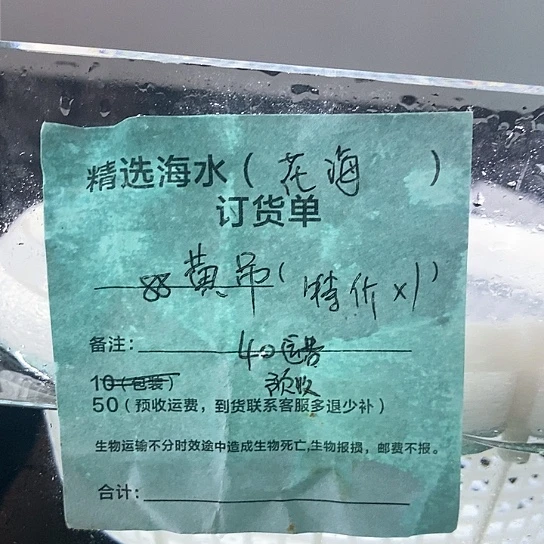 精选海水(花海)
订货单
黄吊(特价×1)
备注:40运费
预收
10(包装)
50(预收运费,到货联系客服多退少补)
生物运输不分时效途中造成生物死亡,生物报损,邮费不报。
合计: